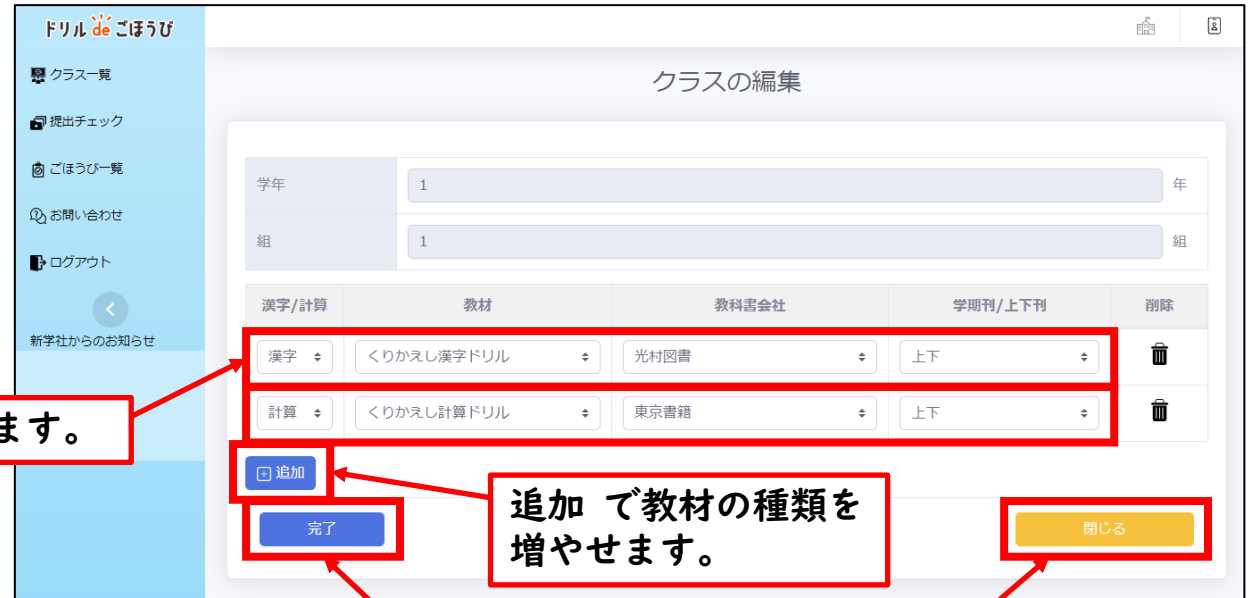 ドリルdeごほうび
クラス一覧
提出チェック
ごほうび一覧
お問い合わせ
ログアウト
新学社からのお知らせ
クラスの編集
学年 1 年
組 1 組
漢字/計算 教材 教科書会社 学期刊/上下刊 削除
漢字 くりかえし漢字ドリル 光村図書 上下
計算 くりかえし計算ドリル 東京書籍 上下
ます。
追加
追加 で教材の種類を
増やせます。
完了
閉じる